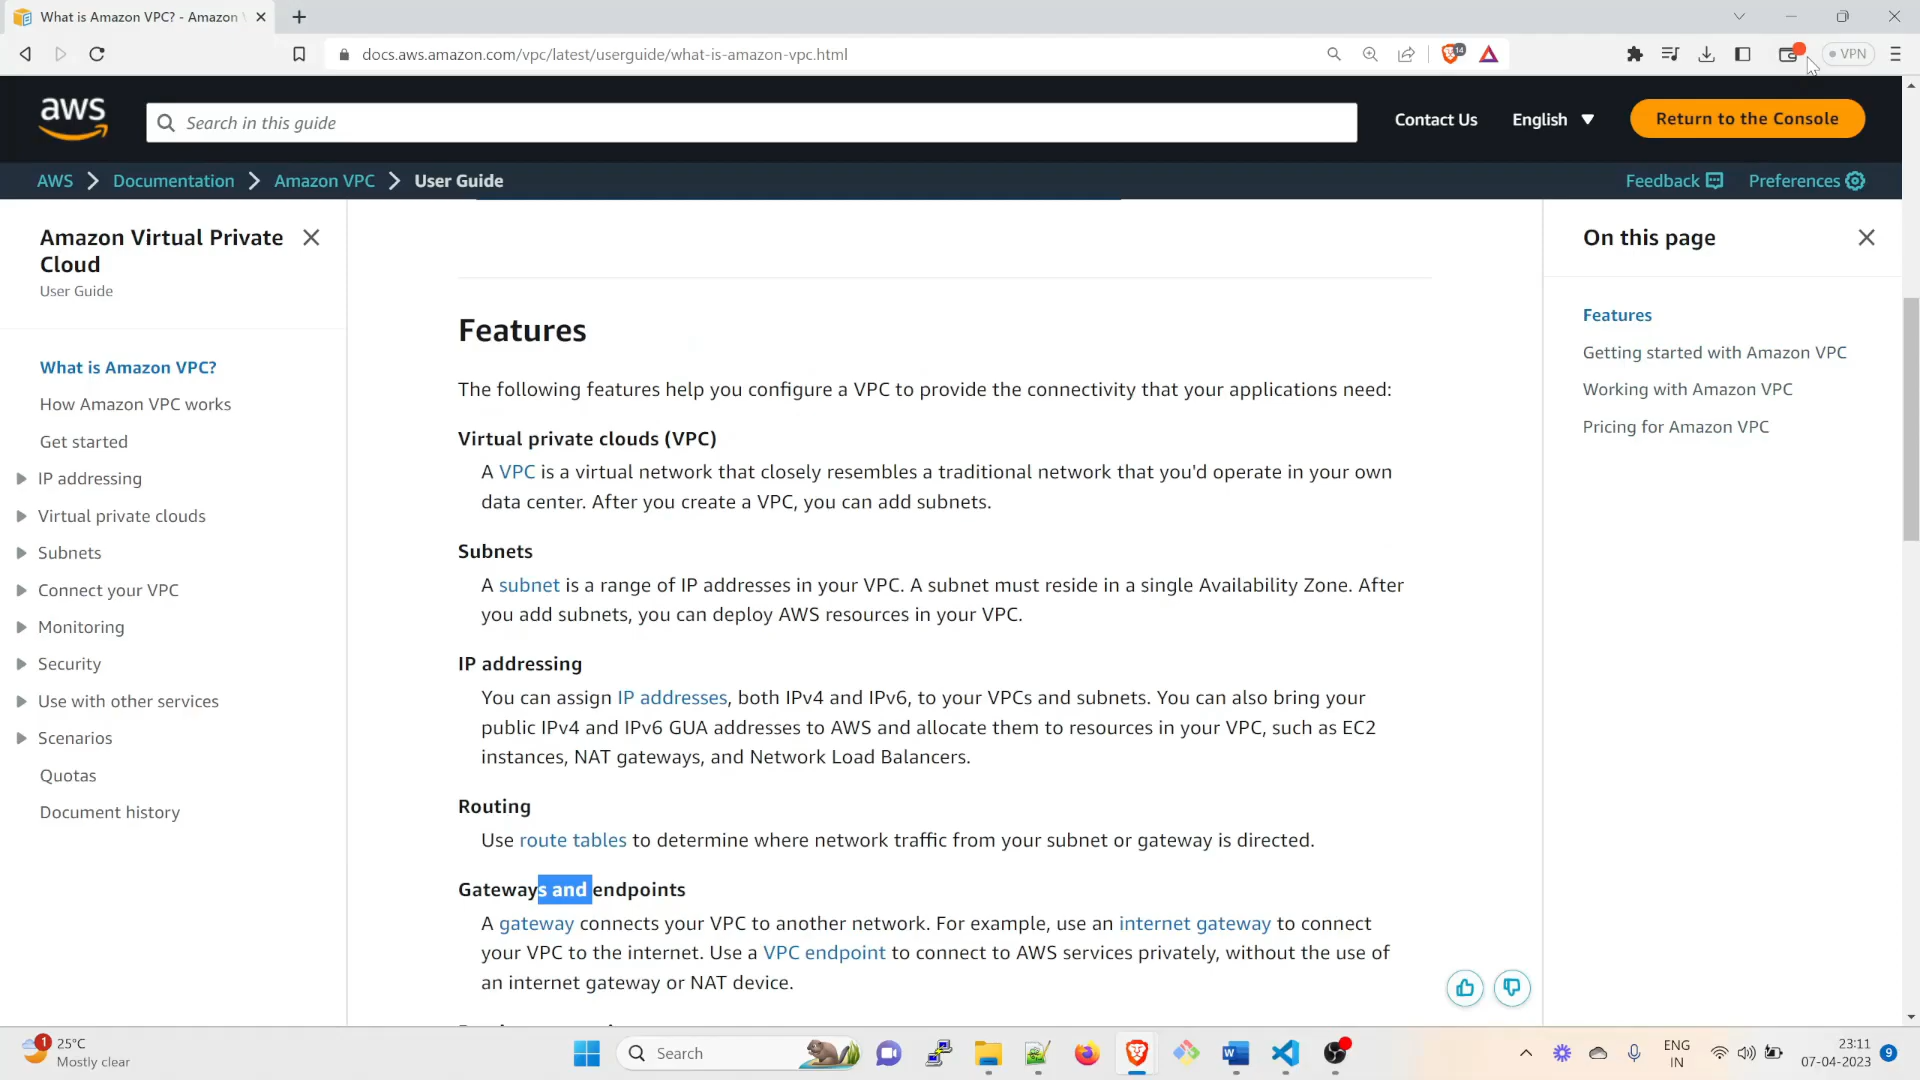 What is Amazon VPC? - Amazon
docs.aws.amazon.com/vpc/latest/userguide/what-is-amazon-vpc.html
14
VPN
aws
Search in this guide
Contact Us
English
Return to the Console
AWS
Documentation
Amazon VPC
User Guide
Feedback
Preferences
Amazon Virtual Private
Cloud
User Guide
What is Amazon VPC?
How Amazon VPC works
Get started
IP addressing
Virtual private clouds
Subnets
Connect your VPC
Monitoring
Security
Use with other services
Scenarios
Quotas
Document history
Features
The following features help you configure a VPC to provide the connectivity that your applications need:
Virtual private clouds (VPC)
A VPC is a virtual network that closely resembles a traditional network that you'd operate in your own
data center. After you create a VPC, you can add subnets.
Subnets
A subnet is a range of IP addresses in your VPC. A subnet must reside in a single Availability Zone. After
you add subnets, you can deploy AWS resources in your VPC.
IP addressing
You can assign IP addresses, both IPv4 and IPv6, to your VPCs and subnets. You can also bring your
public IPv4 and IPv6 GUA addresses to AWS and allocate them to resources in your VPC, such as EC2
instances, NAT gateways, and Network Load Balancers.
Routing
Use route tables to determine where network traffic from your subnet or gateway is directed.
Gateways and endpoints
A gateway connects your VPC to another network. For example, use an internet gateway to connect
your VPC to the internet. Use a VPC endpoint to connect to AWS services privately, without the use of
an internet gateway or NAT device.
On this page
Features
Getting started with Amazon VPC
Working with Amazon VPC
Pricing for Amazon VPC
1
25°C
Mostly clear
Search
ENG
IN
23:11
07-04-2023
9